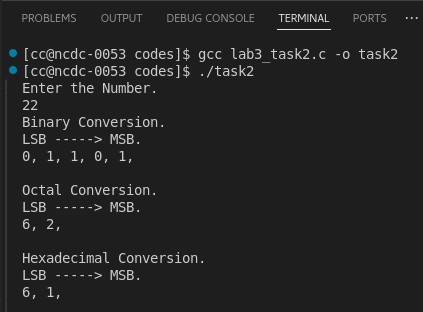 PROBLEMS OUTPUT DEBUG CONSOLE TERMINAL PORTS ···
[cc@ncdc-0053 codes]$ gcc lab3_task2.c -o task2
[cc@ncdc-0053 codes]$ ./task2
Enter the Number.
22
Binary Conversion.
LSB -----> MSB.
0, 1, 1, 0, 1,
Octal Conversion.
LSB -----> MSB.
6, 2,
Hexadecimal Conversion.
LSB -----> MSB.
6, 1,